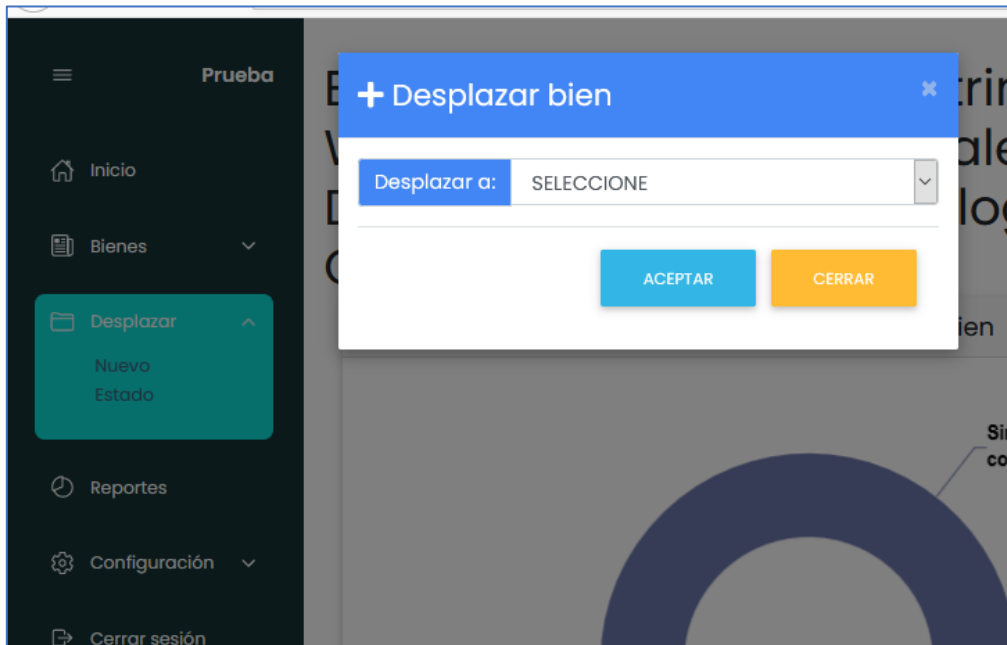 Prueba
Inicio
Bienes
Desplazar
Nuevo
Estado
Reportes
Configuración
Cerrar sesión
Desplazar bien
Desplazar a:
SELECCIONE
ACEPTAR
CERRAR